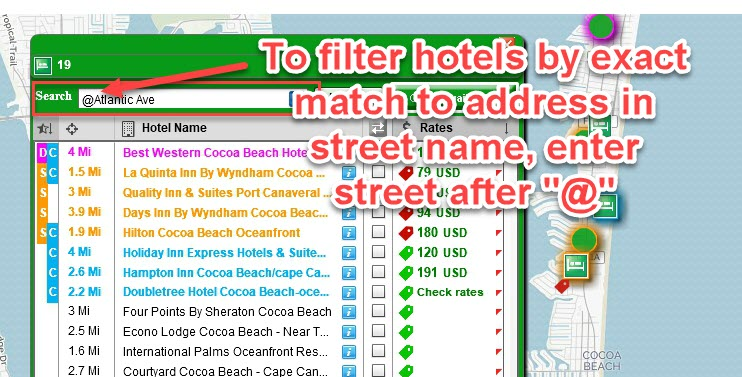 opical Trail
19
To filter hotels by exact
match to address in
street name, enter
street after "@"
Search @Atlantic Ave
Hotel Name $ Rates
D C 4 Mi Best Western Cocoa Beach Hote
S C 1.5 Mi La Quinta Inn By Wyndham Cocoa ... 79 USD
S 3 Mi Quality Inn & Suites Port Canaveral
S 3.9 Mi Days Inn By Wyndham Cocoa Beac... 94 USD
S C 1.9 Mi Hilton Cocoa Beach Oceanfront 180 USD
C 4 Mi Holiday Inn Express Hotels & Suite... 120 USD
C 2.6 Mi Hampton Inn Cocoa Beach/cape Ca... 191 USD
C 2.2 Mi Doubletree Hotel Cocoa Beach-oce... Check rates
3 Mi Four Points By Sheraton Cocoa Beach
2.5 Mi Econo Lodge Cocoa Beach - Near T...
1.6 Mi International Palms Oceanfront Res...
2.7 Mi Courtyard Cocoa Beach - Cape Can...
A1A
COCOA
BEACH